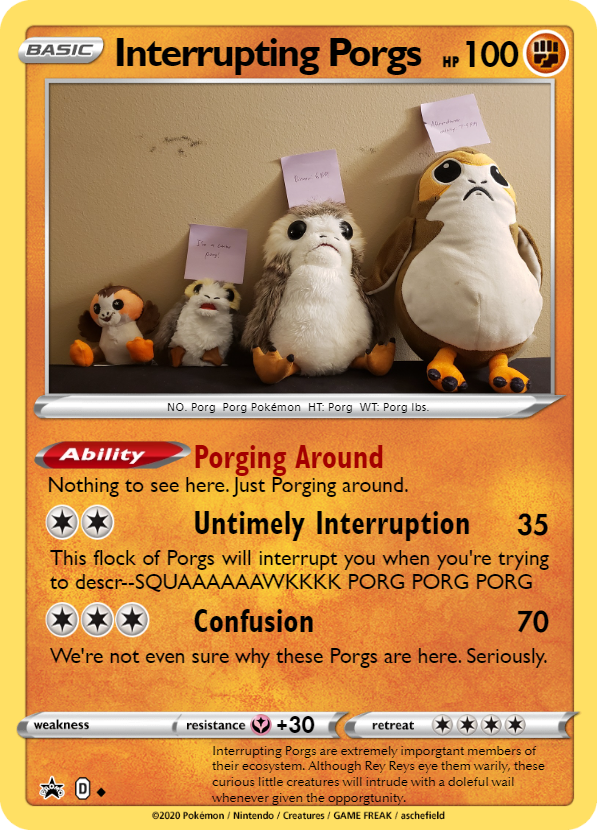 BASIC Interrupting Porgs HP 100
NO. Porg Porg Pokémon HT: Porg WT: Porg lbs.
Ability Porging Around
Nothing to see here. Just Porging around.
Untimely Interruption 35
This flock of Porgs will interrupt you when you're trying
to descr--SQUAAAAAAWKKKK PORG PORG PORG
Confusion 70
We're not even sure why these Porgs are here. Seriously.
weakness resistance +30 retreat
Interrupting Porgs are extremely imporgtant members of
their ecosystem. Although Rey Reys eye them warily, these
curious little creatures will intrude with a doleful wail
whenever given the opporgtunity.
D
©2020 Pokémon / Nintendo / Creatures / GAME FREAK / aschefield